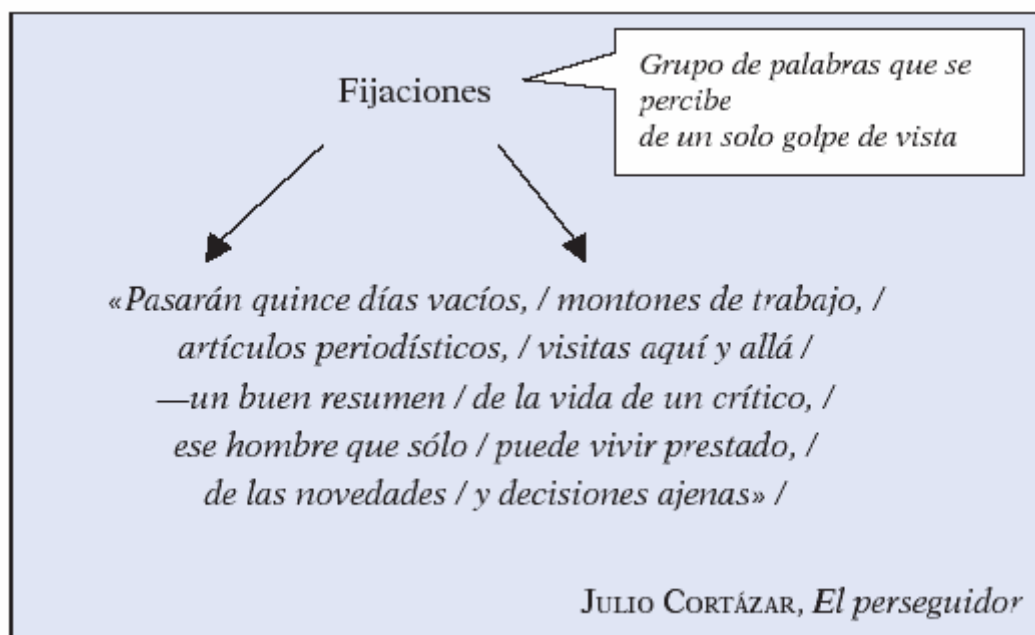 Fijaciones
Grupo de palabras que se
percibe
de un solo golpe de vista
«Pasarán quince días vacíos, / montones de trabajo, /
artículos periodísticos, / visitas aquí y allá /
—un buen resumen / de la vida de un crítico, /
ese hombre que sólo / puede vivir prestado, /
de las novedades / y decisiones ajenas» /
JULIO CORTÁZAR, El perseguidor